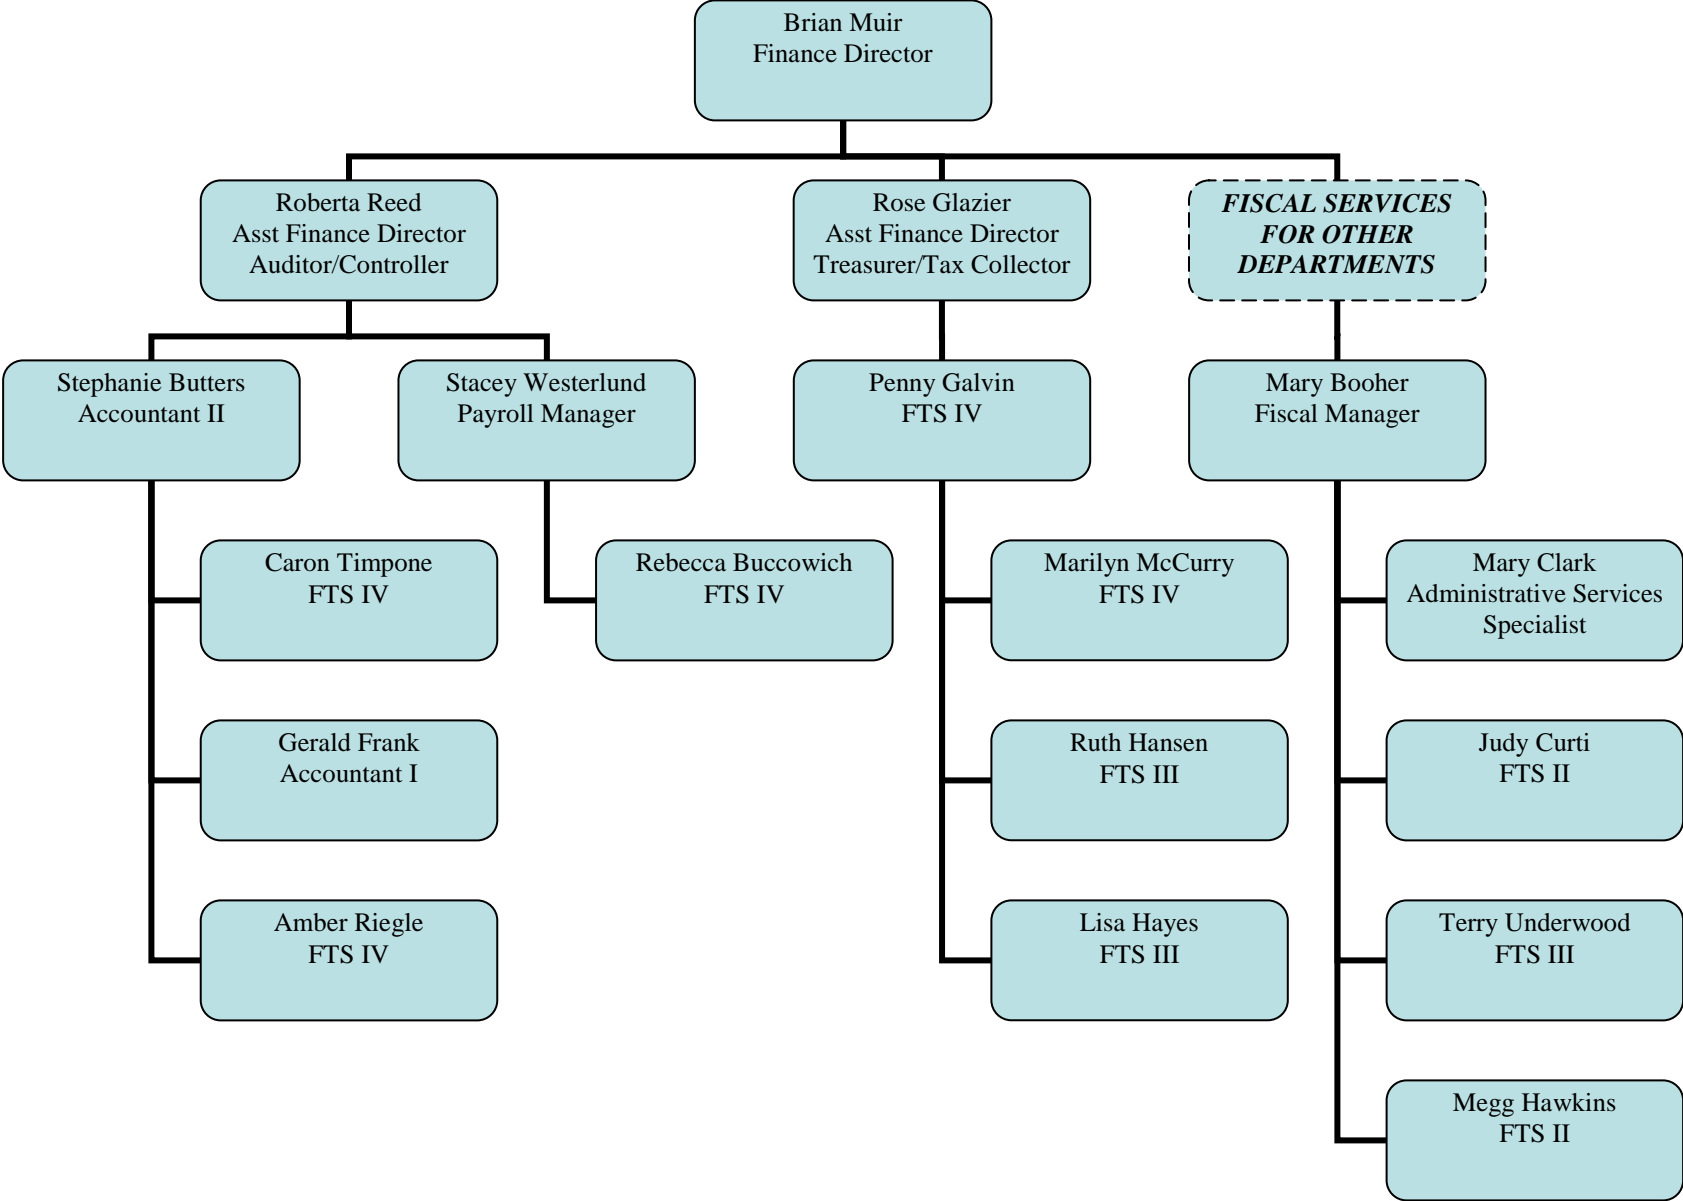 Brian Muir
Finance Director
Roberta Reed
Asst Finance Director
Auditor/Controller
Rose Glazier
Asst Finance Director
Treasurer/Tax Collector
FISCAL SERVICES
FOR OTHER
DEPARTMENTS
Stephanie Butters
Accountant II
Stacey Westerlund
Payroll Manager
Penny Galvin
FTS IV
Mary Booher
Fiscal Manager
Caron Timpone
FTS IV
Rebecca Buccowich
FTS IV
Marilyn McCurry
FTS IV
Mary Clark
Administrative Services
Specialist
Gerald Frank
Accountant I
Ruth Hansen
FTS III
Judy Curti
FTS II
Amber Riegle
FTS IV
Lisa Hayes
FTS III
Terry Underwood
FTS III
Megg Hawkins
FTS II